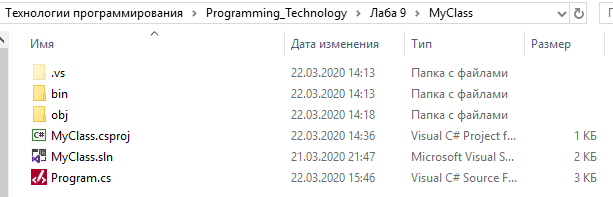 Технологии программирования > Programming_Technology > Лаба 9 > MyClass
Имя Дата изменения Тип Размер
.vs 22.03.2020 14:13 Папка с файлами
bin 22.03.2020 14:13 Папка с файлами
obj 22.03.2020 14:18 Папка с файлами
C# MyClass.csproj 22.03.2020 14:36 Visual C# Project f... 1 КБ
MyClass.sln 21.03.2020 21:47 Microsoft Visual S... 2 КБ
Program.cs 22.03.2020 15:46 Visual C# Source F... 3 КБ